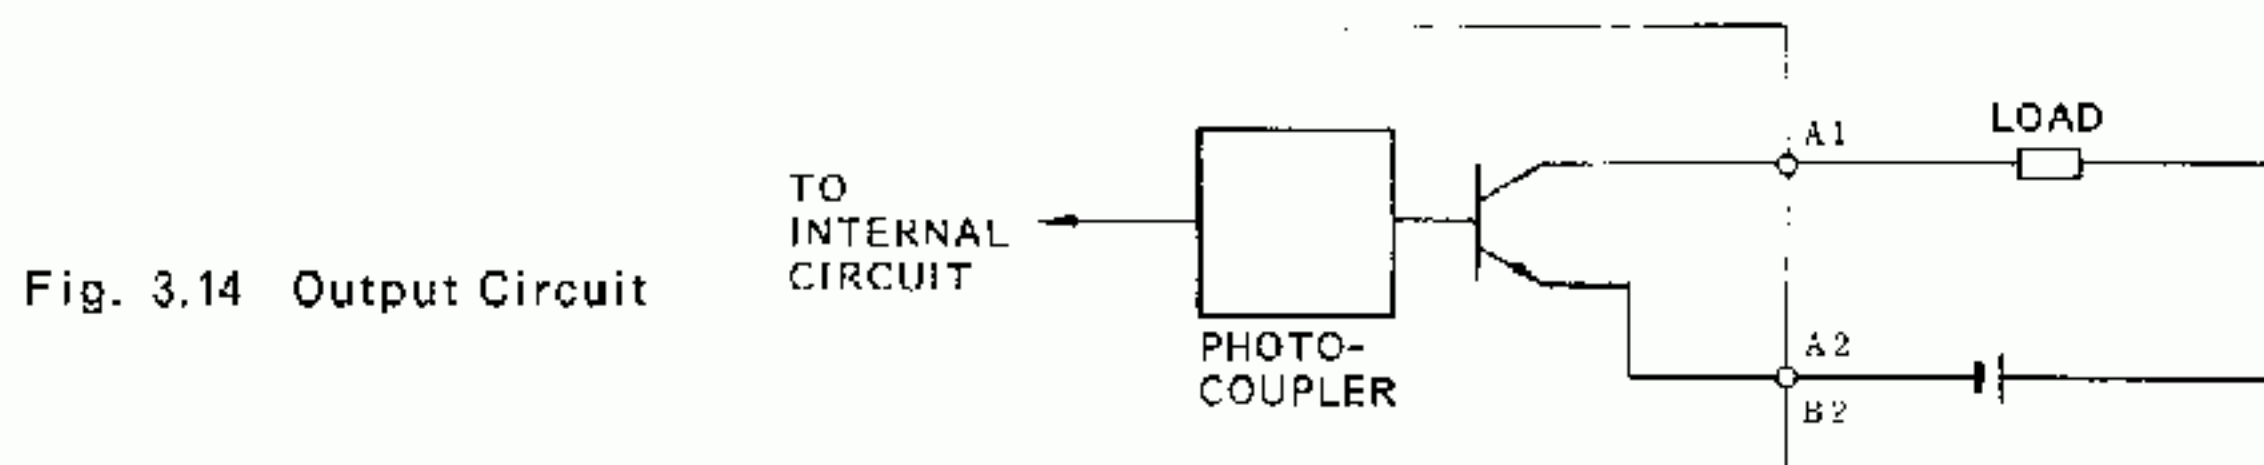 Fig. 3.14 Output Circuit
TO
INTERNAL
CIRCUIT
PHOTO-
COUPLER
A1
LOAD
A2
B2